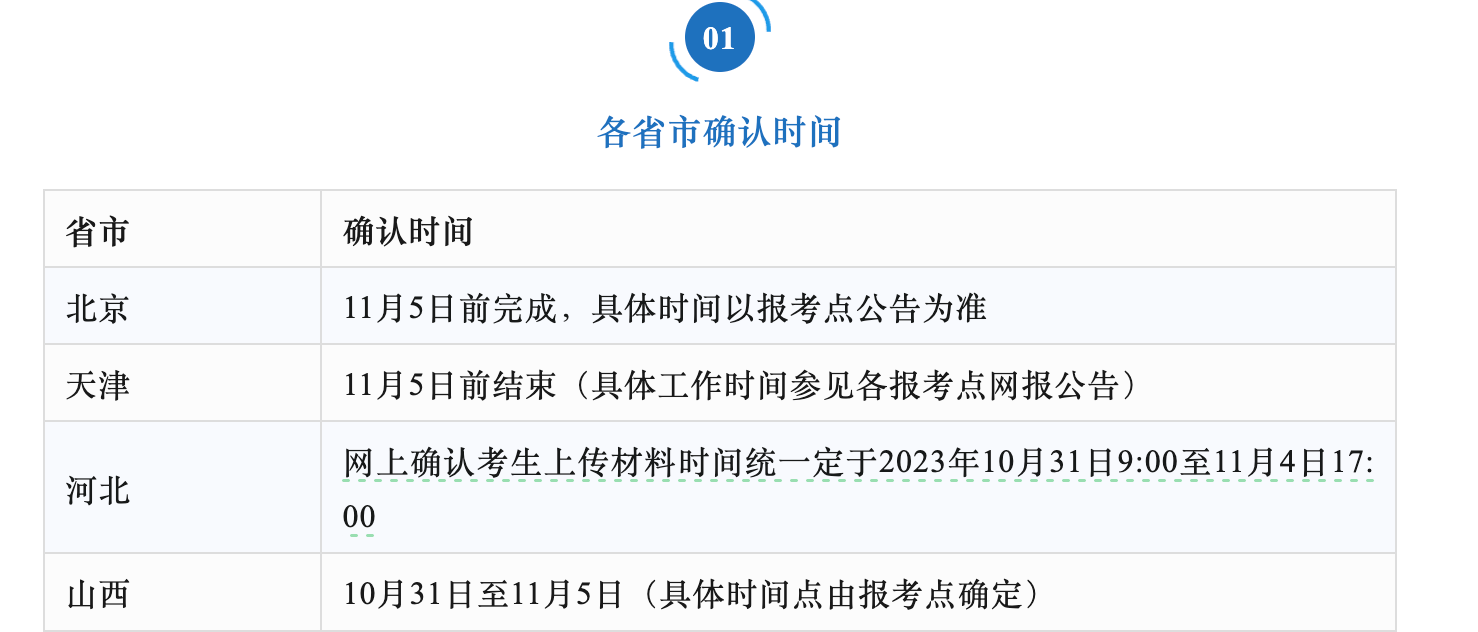 01
各省市确认时间
省市
确认时间
北京
11月5日前完成，具体时间以报考点公告为准
天津
11月5日前结束（具体工作时间参见各报考点网报公告）
河北
网上确认考生上传材料时间统一定于2023年10月31日9:00至11月4日17:
00
山西
10月31日至11月5日（具体时间点由报考点确定）